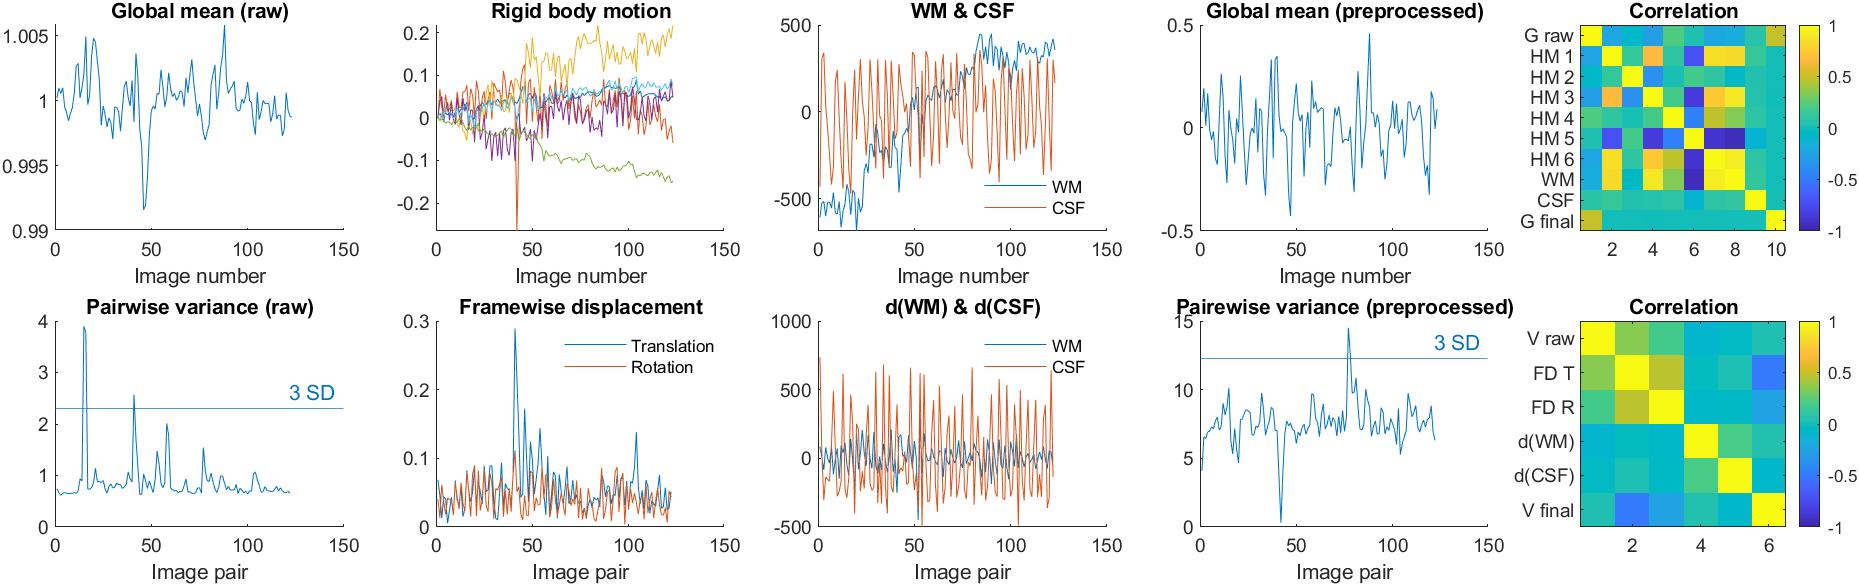 Global mean (raw)
1.005
1
0.995
0.99
0 50 100 150
Image number
Rigid body motion
0.2
0.1
0
-0.1
-0.2
0 50 100 150
Image number
WM & CSF
500
0
-500
WM
CSF
0 50 100 150
Image number
Global mean (preprocessed)
0.5
0
-0.5
0 50 100 150
Image number
Correlation
G raw
HM 1
HM 2
HM 3
HM 4
HM 5
HM 6
WM
CSF
G final
2 4 6 8 10
1
0.5
0
-0.5
-1
Pairwise variance (raw)
4
3
2
1
0
3 SD
0 50 100 150
Image pair
Framewise displacement
0.3
0.2
0.1
0
Translation
Rotation
0 50 100 150
Image pair
d(WM) & d(CSF)
1000
500
0
-500
WM
CSF
0 50 100 150
Image pair
Pairewise variance (preprocessed)
15
10
5
0
3 SD
0 50 100 150
Image pair
Correlation
V raw
FD T
FD R
d(WM)
d(CSF)
V final
2 4 6
1
0.5
0
-0.5
-1